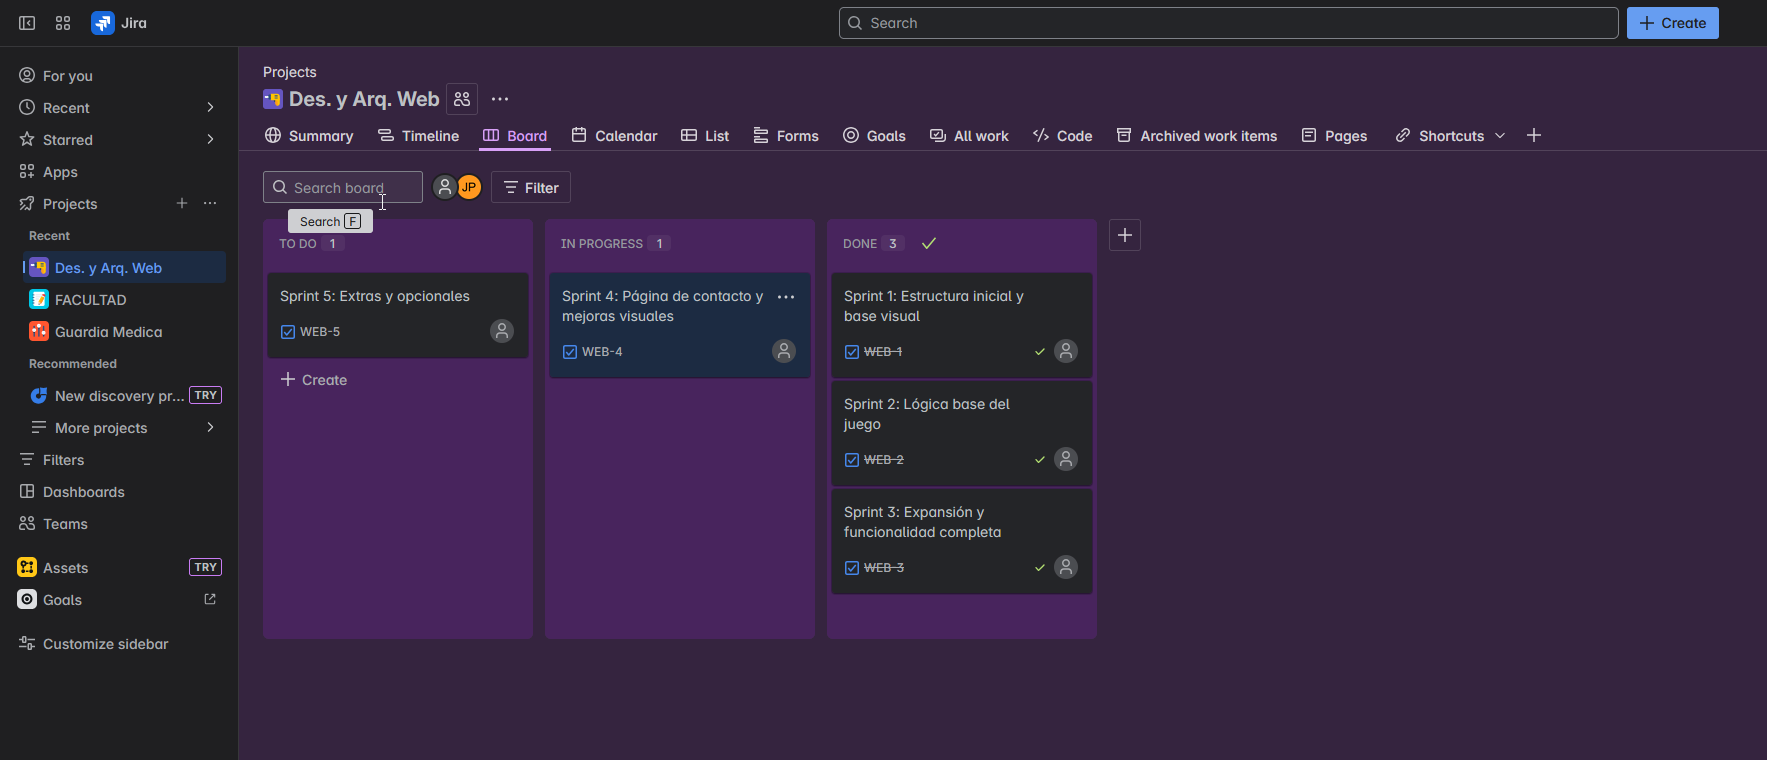 Jira
Search
Create
For you
Recent
Starred
Apps
Projects
Recent
Des. y Arq. Web
FACULTAD
Guardia Medica
Recommended
New discovery pr... TRY
More projects
Filters
Dashboards
Teams
Assets TRY
Goals
Customize sidebar
Projects
Des. y Arq. Web
Summary Timeline Board Calendar List Forms Goals All work Code Archived work items Pages Shortcuts
Search board JP Filter
Search F
TO DO 1
Sprint 5: Extras y opcionales
WEB-5
Create
IN PROGRESS 1
Sprint 4: Página de contacto y
mejoras visuales
WEB-4
DONE 3
Sprint 1: Estructura inicial y
base visual
WEB-1
Sprint 2: Lógica base del
juego
WEB-2
Sprint 3: Expansión y
funcionalidad completa
WEB-3